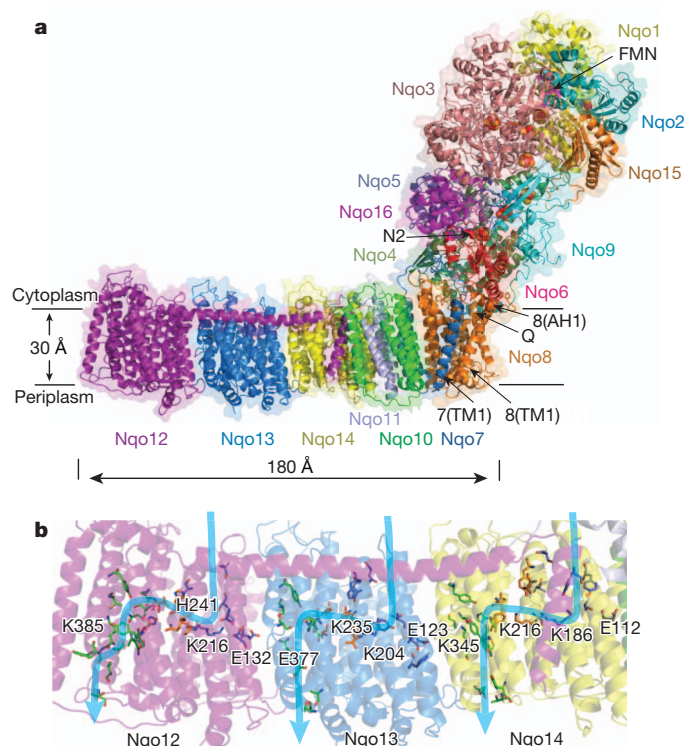 a
Nqo1
FMN
Nqo3
Nqo2
Nqo5
Nqo15
Nqo16
N2
Nqo4
Nqo9
Cytoplasm
Nqo6
8(AH1)
30 Å
Q
Nqo8
Periplasm
7(TM1) 8(TM1)
Nqo11
Nqo12 Nqo13 Nqo14 Nqo10 Nqo7
180 Å
b
H241
K385 K216 E132
K235 E123
E377 K204
K345 K216 K186 E112
Nqo12 Nqo13 Nqo14